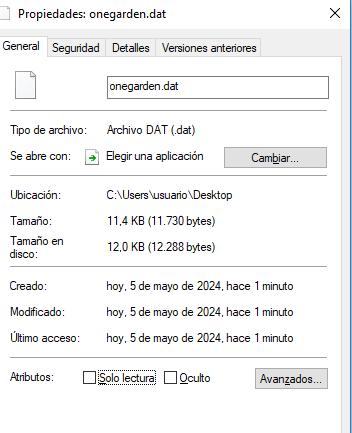 Propiedades: onegarden.dat
General Seguridad Detalles Versiones anteriores
onegarden.dat
Tipo de archivo: Archivo DAT (.dat)
Se abre con: Elegir una aplicación Cambiar...
Ubicación: C:\Users\usuario\Desktop
Tamaño: 11,4 KB (11.730 bytes)
Tamaño en
disco: 12,0 KB (12.288 bytes)
Creado: hoy, 5 de mayo de 2024, hace 1 minuto
Modificado: hoy, 5 de mayo de 2024, hace 1 minuto
Último acceso: hoy, 5 de mayo de 2024, hace 1 minuto
Atributos: Solo lectura Oculto Avanzados...